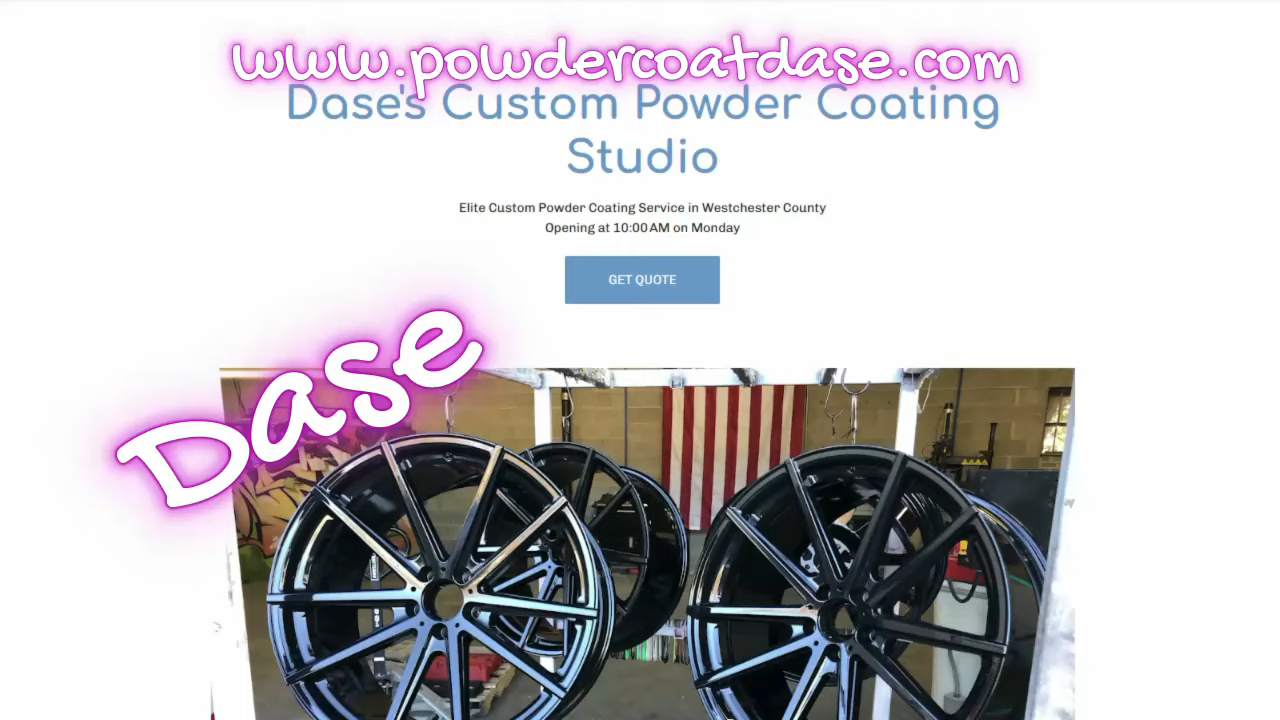 www.powdercoatdase.com
Dase's Custom Powder Coating
Studio
Elite Custom Powder Coating Service in Westchester County
Opening at 10:00 AM on Monday
GET QUOTE
Dase